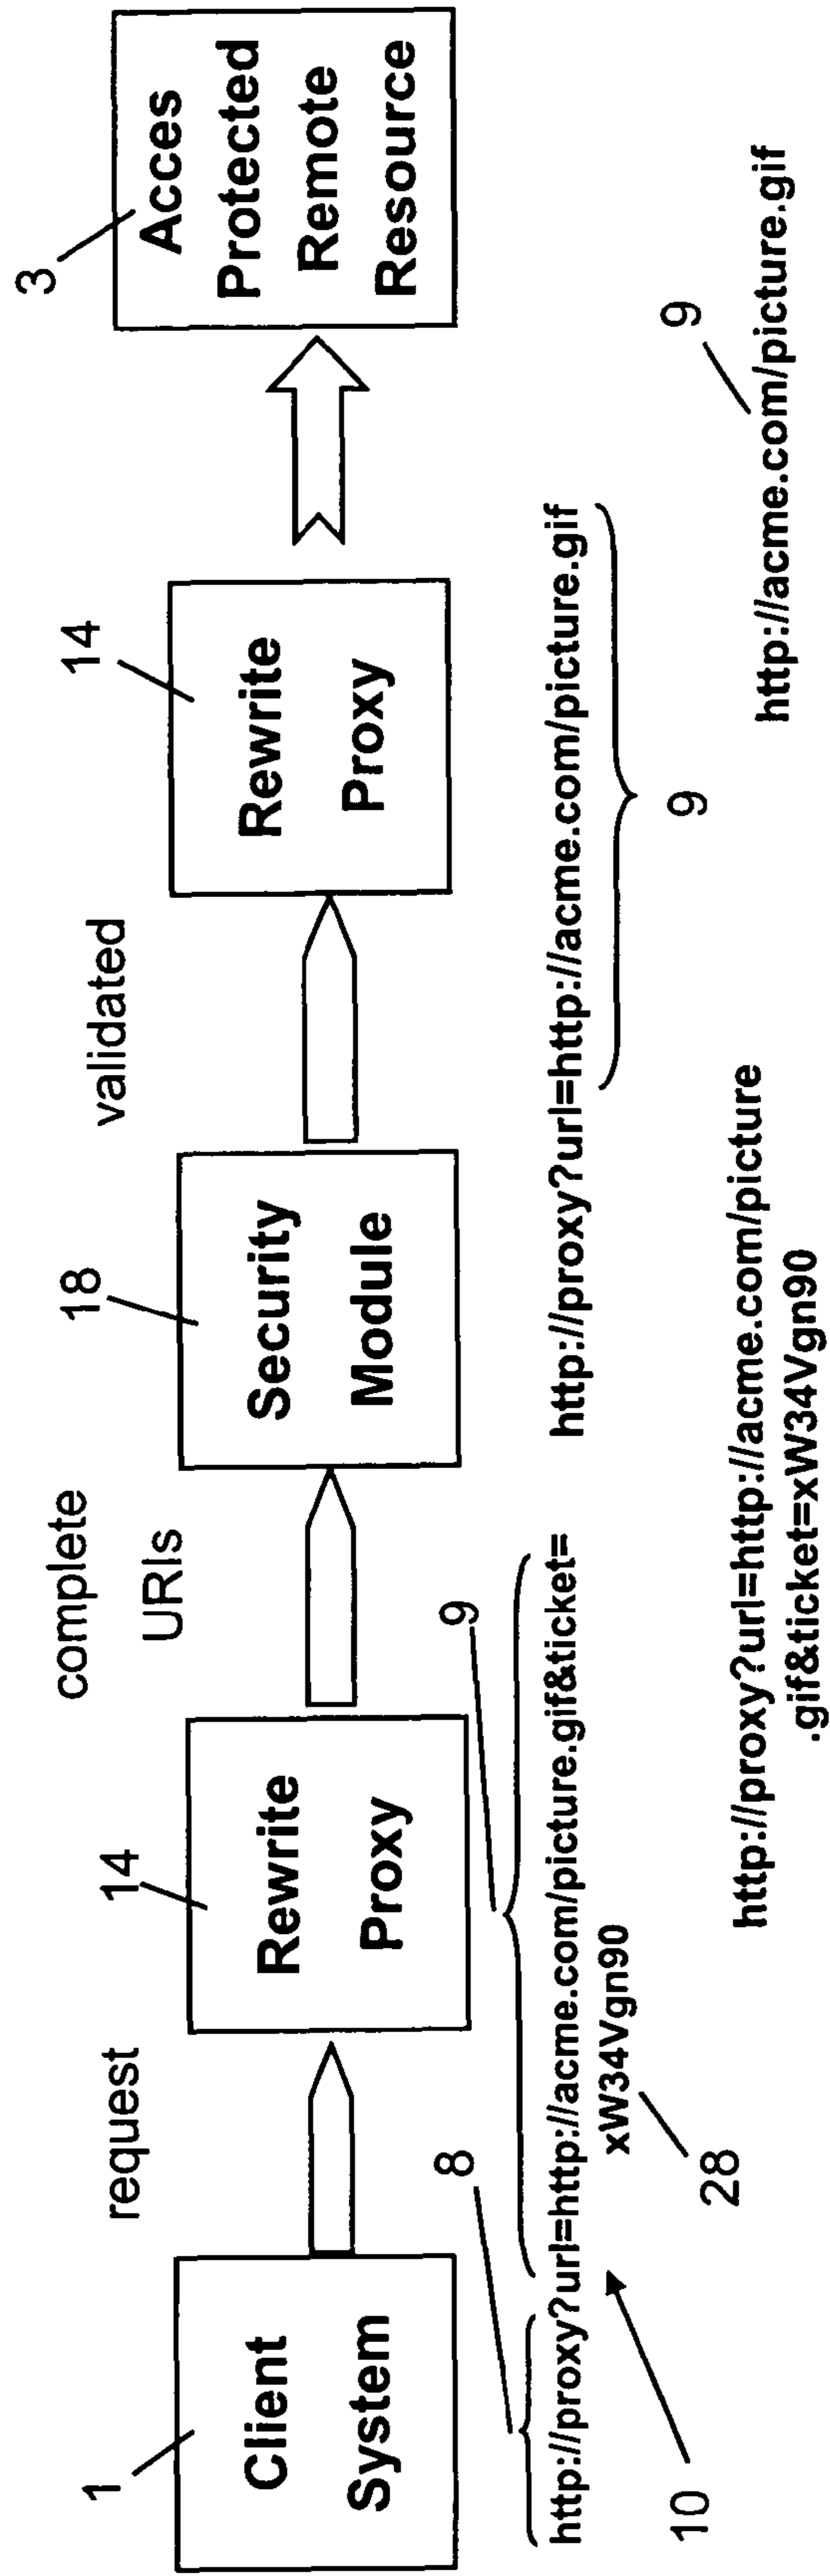 1
Client
System
request
14
Rewrite
Proxy
complete
URIs
18
Security
Module
validated
14
Rewrite
Proxy
3
Acces
Protected
Remote
Resource
8
9
http://proxy?url=http://acme.com/picture.gif&ticket=
xW34Vgn90
10
28
http://proxy?url=http://acme.com/picture
.gif&ticket=xW34Vgn90
http://proxy?url=http://acme.com/picture.gif
9
9
http://acme.com/picture.gif